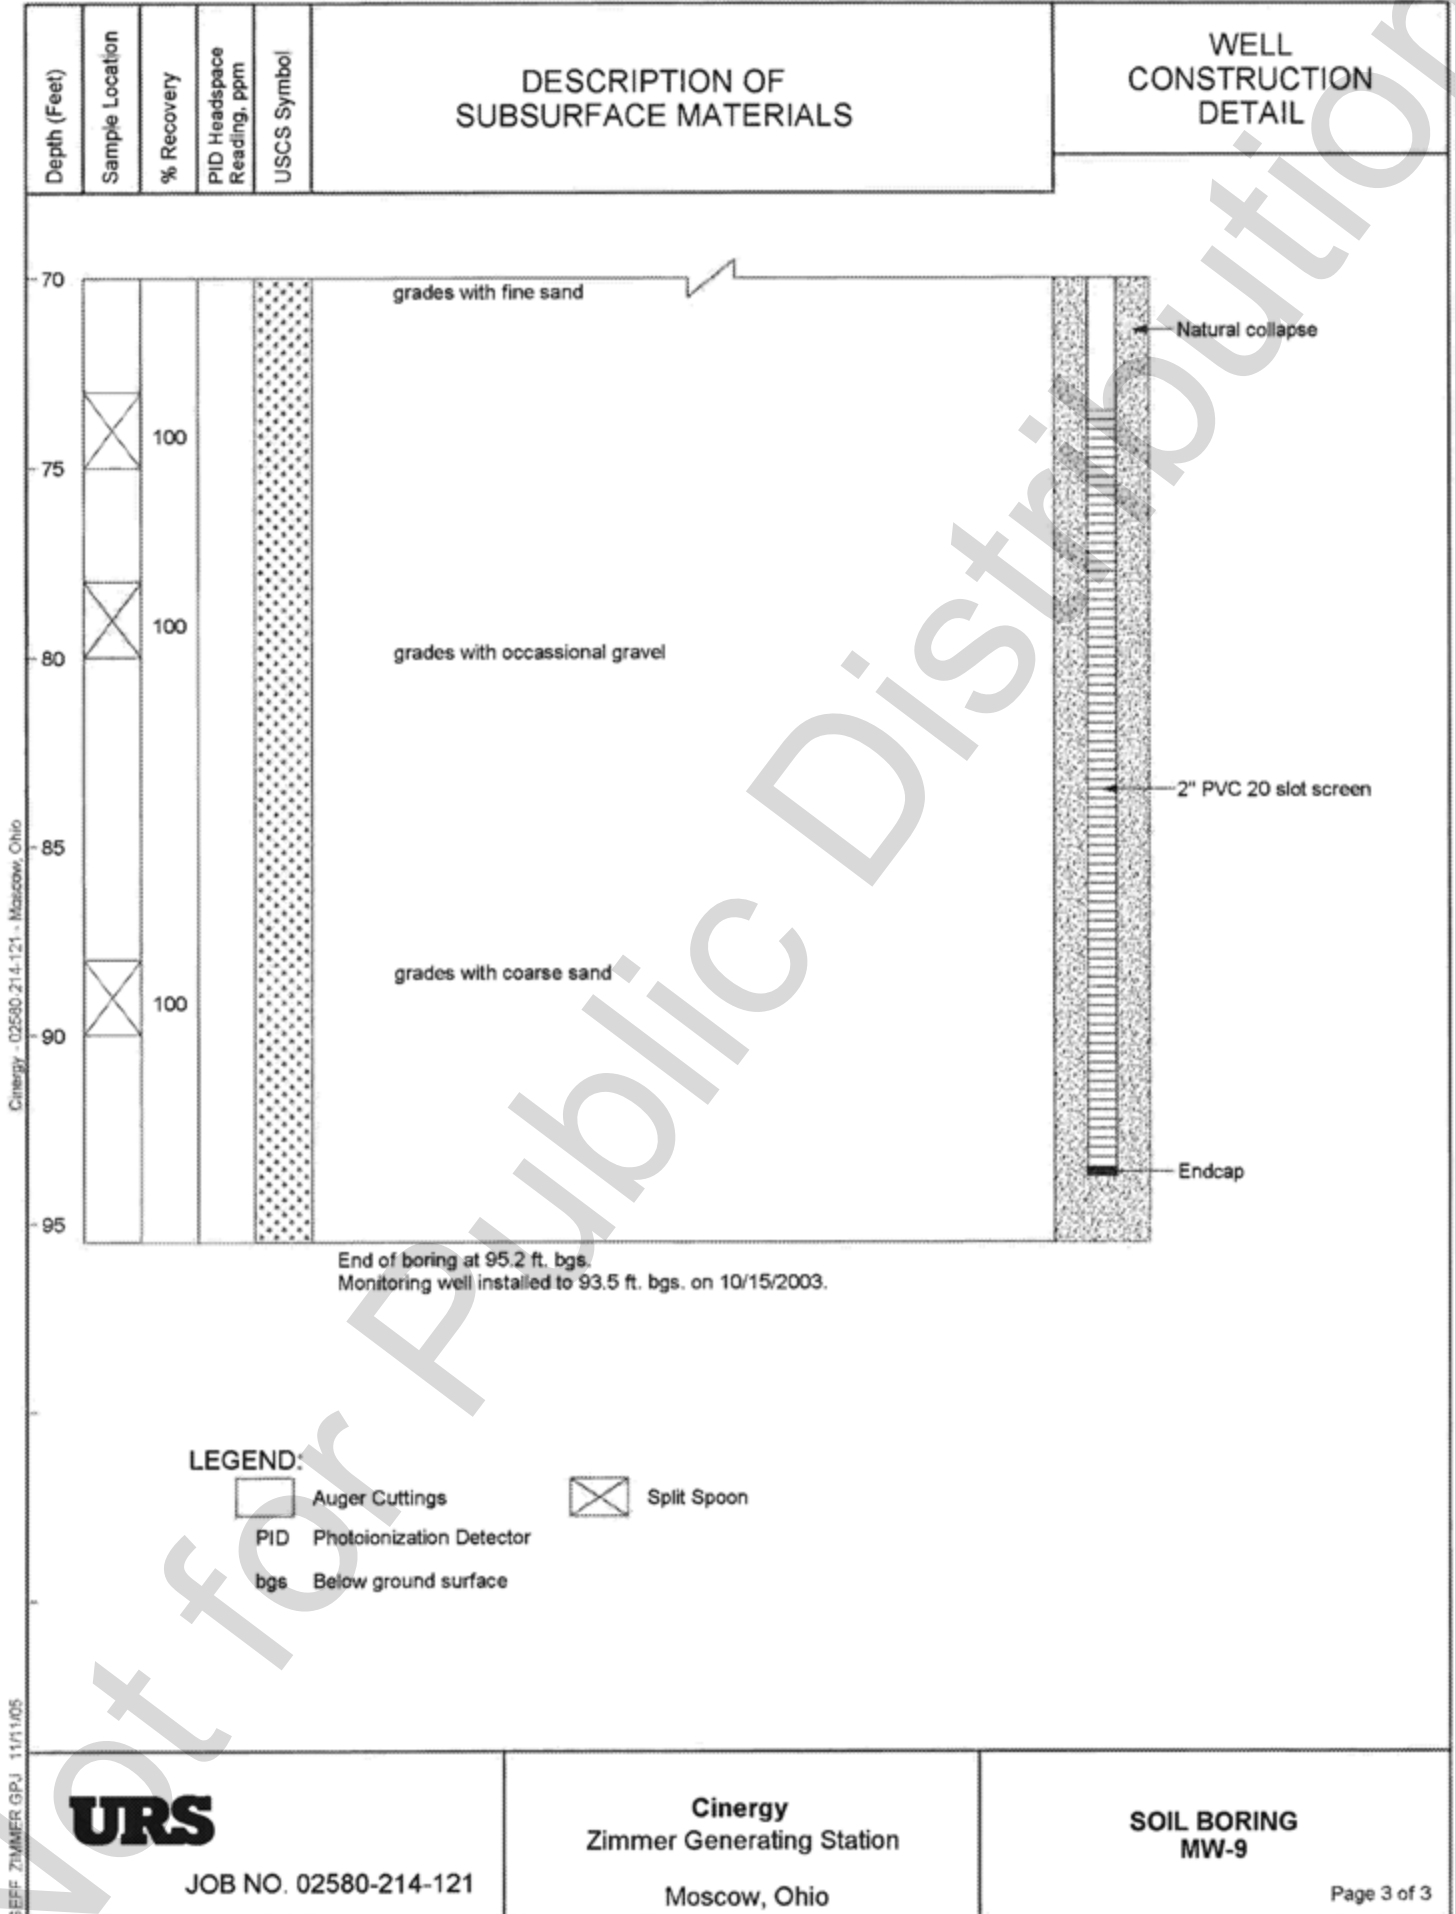 Depth (Feet)
Sample Location
% Recovery
PID Headspace
Reading, ppm
USCS Symbol
DESCRIPTION OF
SUBSURFACE MATERIALS
WELL
CONSTRUCTION
DETAIL
70
grades with fine sand
Natural collapse
100
75
100
80
grades with occassional gravel
2" PVC 20 slot screen
85
grades with coarse sand
100
90
Endcap
95
End of boring at 95.2 ft. bgs.
Monitoring well installed to 93.5 ft. bgs. on 10/15/2003.
LEGEND:
Auger Cuttings
Split Spoon
PID Photoionization Detector
bgs Below ground surface
Cinergy - 02580-214-121 - Moscow, Ohio
ZIMMER.GPJ 11/11/05
URS
JOB NO. 02580-214-121
Cinergy
Zimmer Generating Station
Moscow, Ohio
SOIL BORING
MW-9
Page 3 of 3
Not for Public Distribution